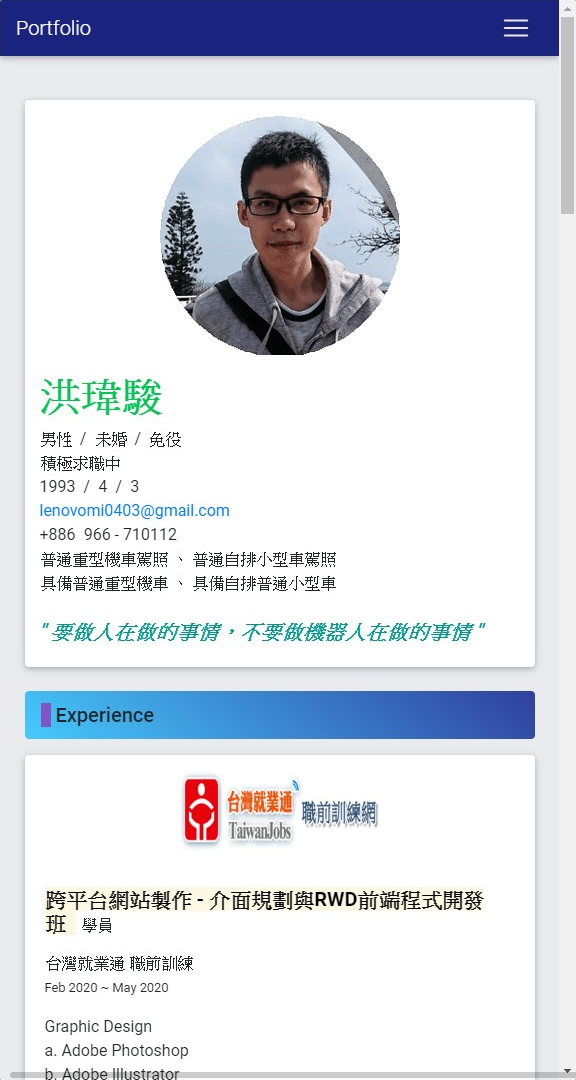 Portfolio
洪瑋駿
男性 / 未婚 / 免役
積極求職中
1993 / 4 / 3
lenovomi0403@gmail.com
+886 966 - 710112
普通重型機車駕照 、 普通自排小型車駕照
具備普通重型機車 、 具備自排普通小型車
" 要做人在做的事情，不要做機器人在做的事情 "
Experience
台灣就業通 職前訓練網
TaiwanJobs
跨平台網站製作 - 介面規劃與RWD前端程式開發
班 學員
台灣就業通 職前訓練
Feb 2020 ~ May 2020
Graphic Design
a. Adobe Photoshop
b. Adobe Illustrator